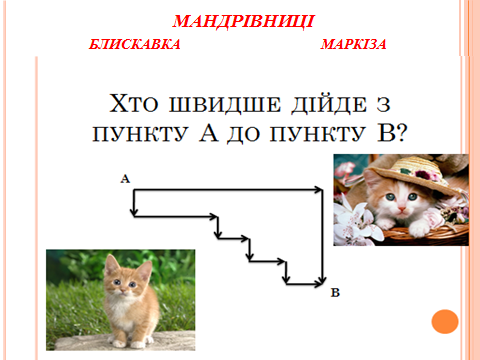 МАНДРІВНИЦІ
БЛИСКАВКА МАРКІЗА
ХТО ШВИДШЕ ДІЙДЕ З
ПУНКТУ А ДО ПУНКТУ В?
А
В